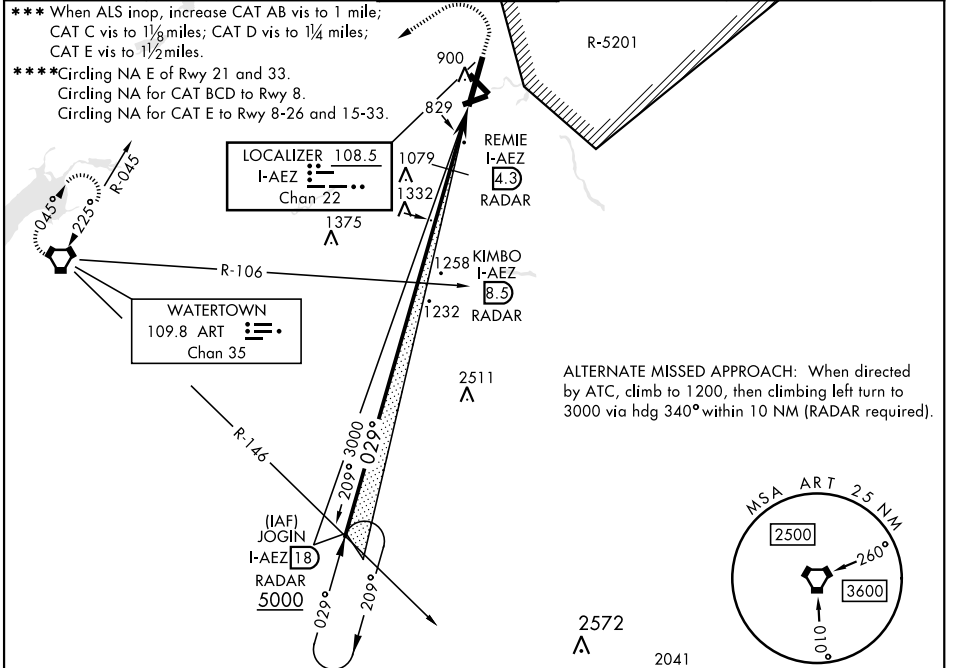 *** When ALS inop, increase CAT AB vis to 1 mile;
CAT C vis to 1⅛ miles; CAT D vis to 1¼ miles;
CAT E vis to 1½ miles.
****Circling NA E of Rwy 21 and 33.
Circling NA for CAT BCD to Rwy 8.
Circling NA for CAT E to Rwy 8-26 and 15-33.
R-5201
900
829
LOCALIZER 108.5
I-AEZ
Chan 22
1079
REMIE
I-AEZ
4.3
RADAR
1332
1375
R-045
045°
225°
R-106
1258
KIMBO
I-AEZ
8.5
RADAR
1232
WATERTOWN
109.8 ART
Chan 35
2511
ALTERNATE MISSED APPROACH: When directed
by ATC, climb to 1200, then climbing left turn to
3000 via hdg 340° within 10 NM (RADAR required).
R-146
209° 3000
029°
(IAF)
JOGIN
I-AEZ 18
RADAR
5000
029°
209°
MSA ART 25 NM
2500
260°
3600
010°
2572
2041